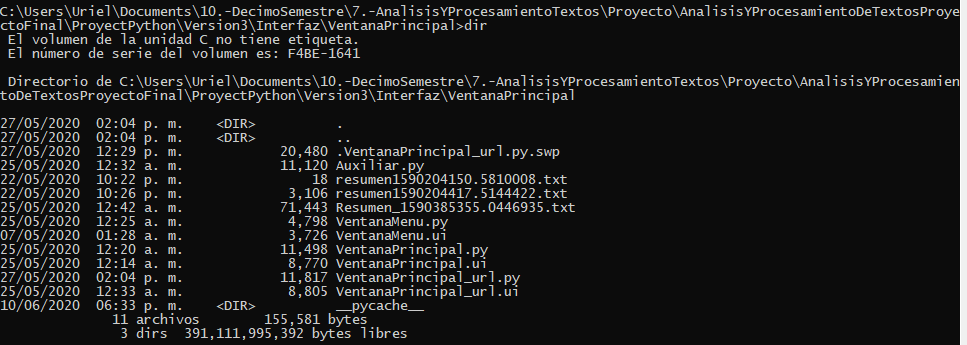 C:\Users\Uriel\Documents\10.-DecimoSemestre\7.-AnalisisYProcesamientoTextos\Proyecto\AnalisisYProcesamientoDeTextosProye
ctoFinal\ProyectPython\Version3\Interfaz\VentanaPrincipal>dir
 El volumen de la unidad C no tiene etiqueta.
 El número de serie del volumen es: F4BE-1641

 Directorio de C:\Users\Uriel\Documents\10.-DecimoSemestre\7.-AnalisisYProcesamientoTextos\Proyecto\AnalisisYProcesamien
toDeTextosProyectoFinal\ProyectPython\Version3\Interfaz\VentanaPrincipal

27/05/2020  02:04 p. m.    <DIR>          .
27/05/2020  02:04 p. m.    <DIR>          ..
27/05/2020  12:29 p. m.            20,480 .VentanaPrincipal_url.py.swp
25/05/2020  12:32 a. m.            11,120 Auxiliar.py
22/05/2020  10:22 p. m.                18 resumen1590204150.5810008.txt
22/05/2020  10:26 p. m.             3,106 resumen1590204417.5144422.txt
25/05/2020  12:42 a. m.            71,443 Resumen_1590385355.0446935.txt
25/05/2020  12:25 a. m.             4,798 VentanaMenu.py
07/05/2020  01:28 a. m.             3,726 VentanaMenu.ui
25/05/2020  12:20 a. m.            11,498 VentanaPrincipal.py
25/05/2020  12:14 a. m.             8,770 VentanaPrincipal.ui
27/05/2020  02:04 p. m.            11,817 VentanaPrincipal_url.py
25/05/2020  12:33 a. m.             8,805 VentanaPrincipal_url.ui
10/06/2020  06:33 p. m.    <DIR>          __pycache__
              11 archivos        155,581 bytes
               3 dirs  391,111,995,392 bytes libres